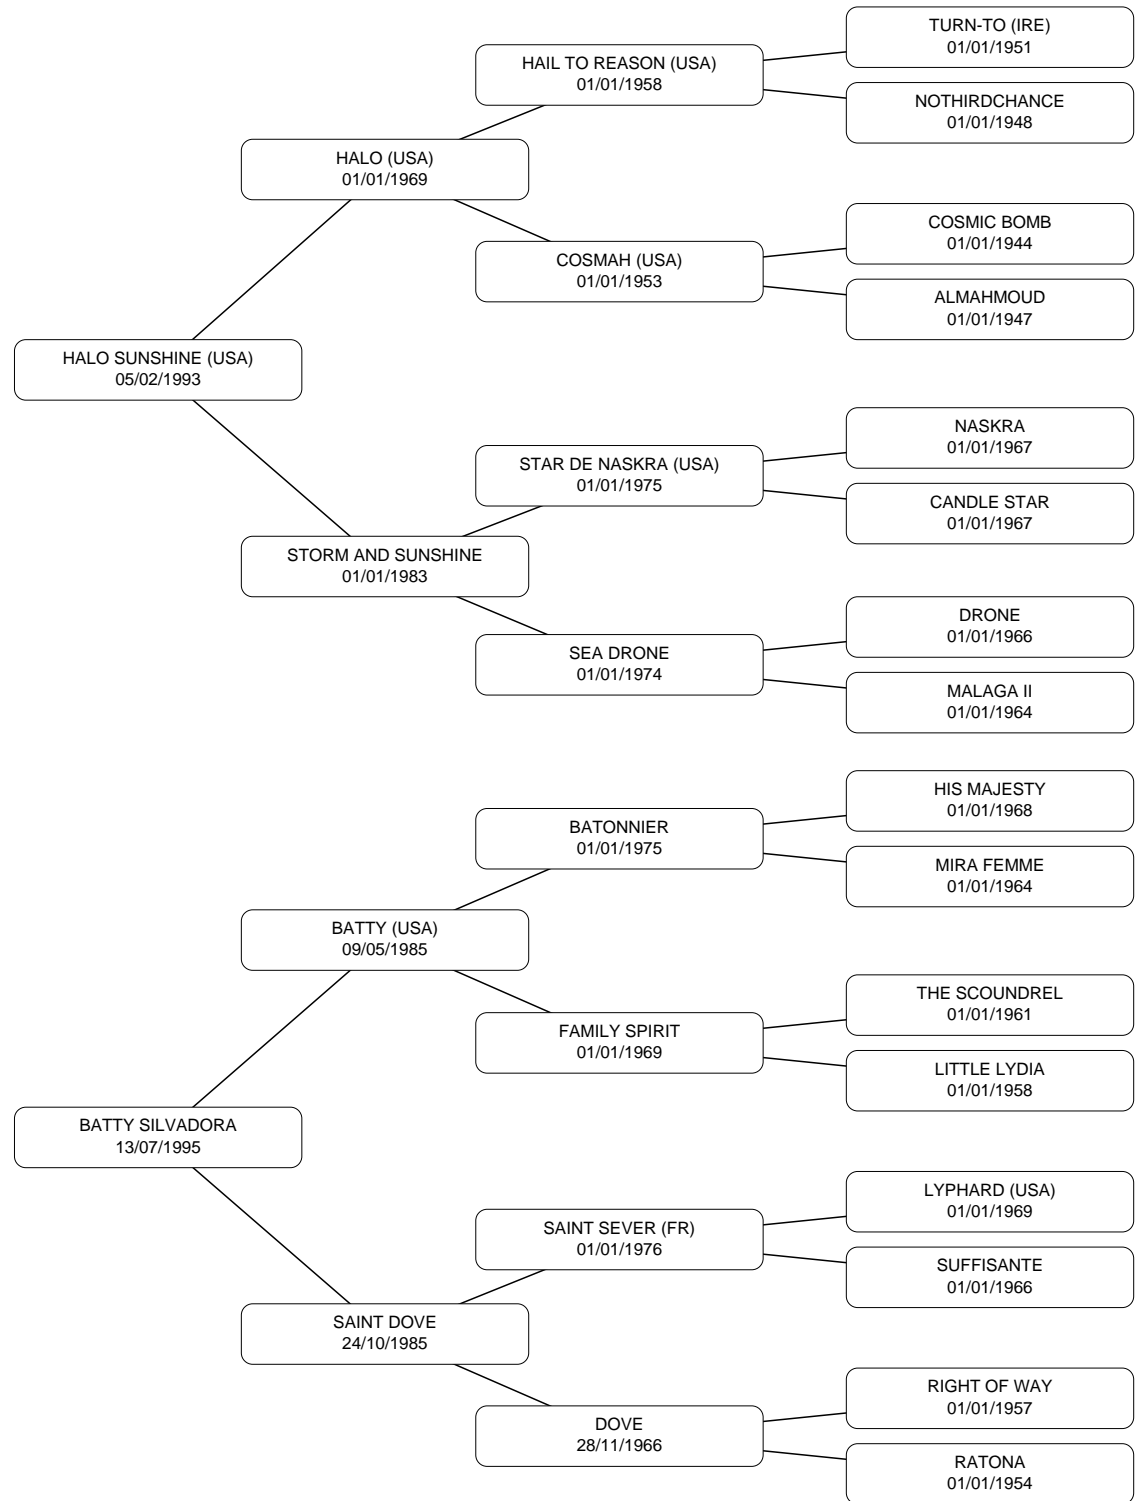 TURN-TO (IRE)
01/01/1951
HAIL TO REASON (USA)
01/01/1958
NOTHIRDCHANCE
01/01/1948
HALO (USA)
01/01/1969
COSMIC BOMB
01/01/1944
COSMAH (USA)
01/01/1953
ALMAHMOUD
01/01/1947
HALO SUNSHINE (USA)
05/02/1993
NASKRA
01/01/1967
STAR DE NASKRA (USA)
01/01/1975
CANDLE STAR
01/01/1967
STORM AND SUNSHINE
01/01/1983
DRONE
01/01/1966
SEA DRONE
01/01/1974
MALAGA II
01/01/1964
HIS MAJESTY
01/01/1968
BATONNIER
01/01/1975
MIRA FEMME
01/01/1964
BATTY (USA)
09/05/1985
THE SCOUNDREL
01/01/1961
FAMILY SPIRIT
01/01/1969
LITTLE LYDIA
01/01/1958
BATTY SILVADORA
13/07/1995
LYPHARD (USA)
01/01/1969
SAINT SEVER (FR)
01/01/1976
SUFFISANTE
01/01/1966
SAINT DOVE
24/10/1985
RIGHT OF WAY
01/01/1957
DOVE
28/11/1966
RATONA
01/01/1954